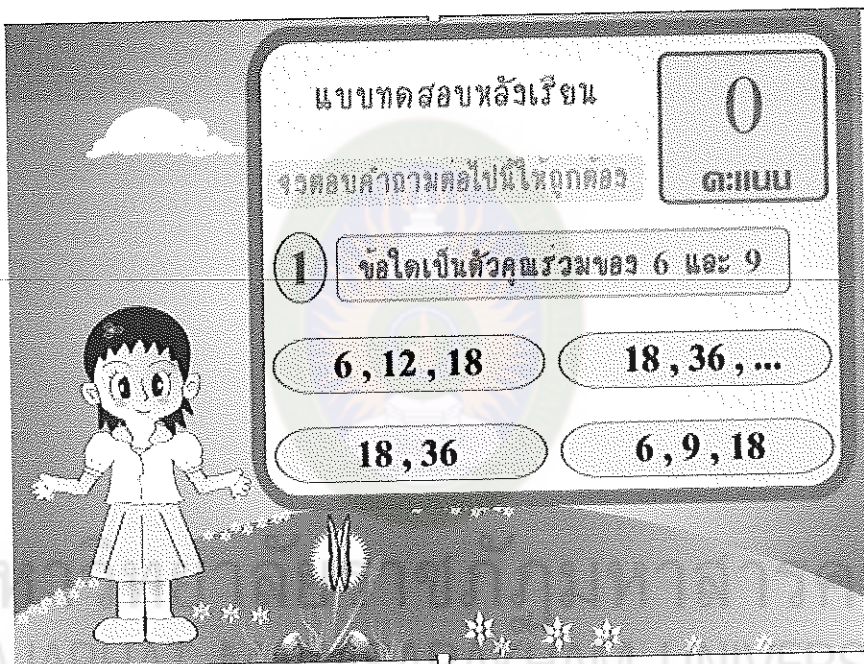 แบบทดสอบหลังเรียน
0
คะแนน
จงตอบคำถามต่อไปนี้ให้ถูกต้อง
1 ข้อใดเป็นตัวคูณร่วมของ 6 และ 9
6 , 12 , 18
18 , 36 , ...
18 , 36
6 , 9 , 18